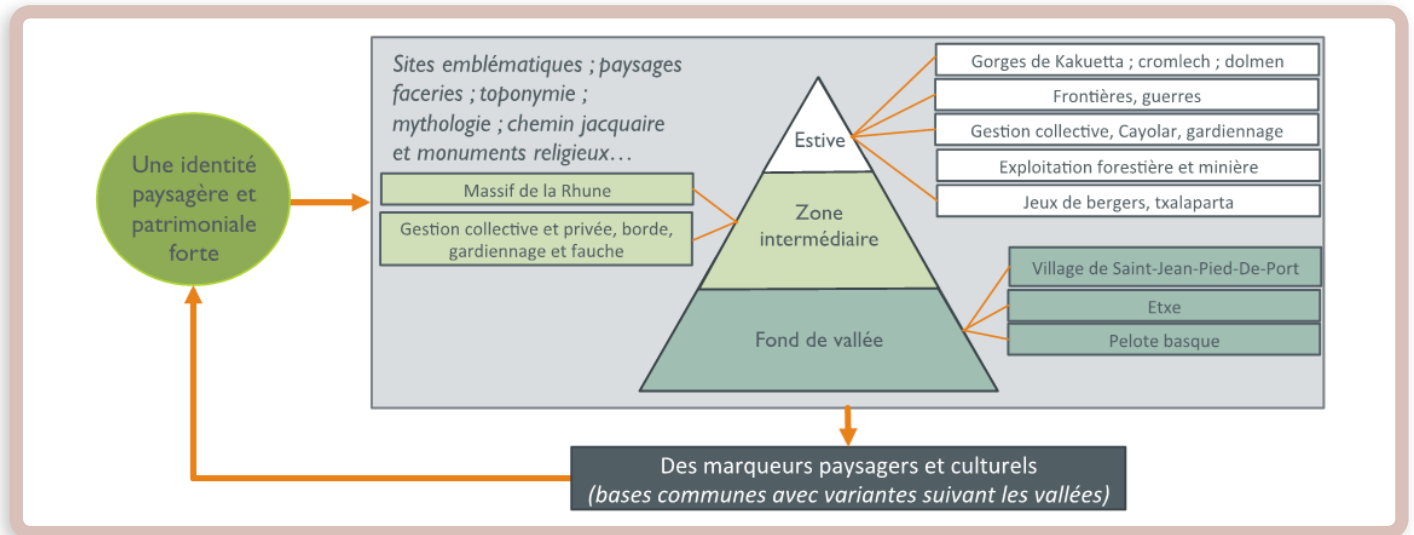 Une identité
paysagère et
patrimoniale
forte
Sites emblématiques ; paysages
faceries ; toponymie ;
mythologie ; chemin jacquaire
et monuments religieux…
Massif de la Rhune
Gestion collective et privée, borde,
gardiennage et fauche
Estive
Zone
intermédiaire
Fond de vallée
Gorges de Kakuetta ; cromlech ; dolmen
Frontières, guerres
Gestion collective, Cayolar, gardiennage
Exploitation forestière et minière
Jeux de bergers, txalaparta
Village de Saint-Jean-Pied-De-Port
Etxe
Pelote basque
Des marqueurs paysagers et culturels
(bases communes avec variantes suivant les vallées)